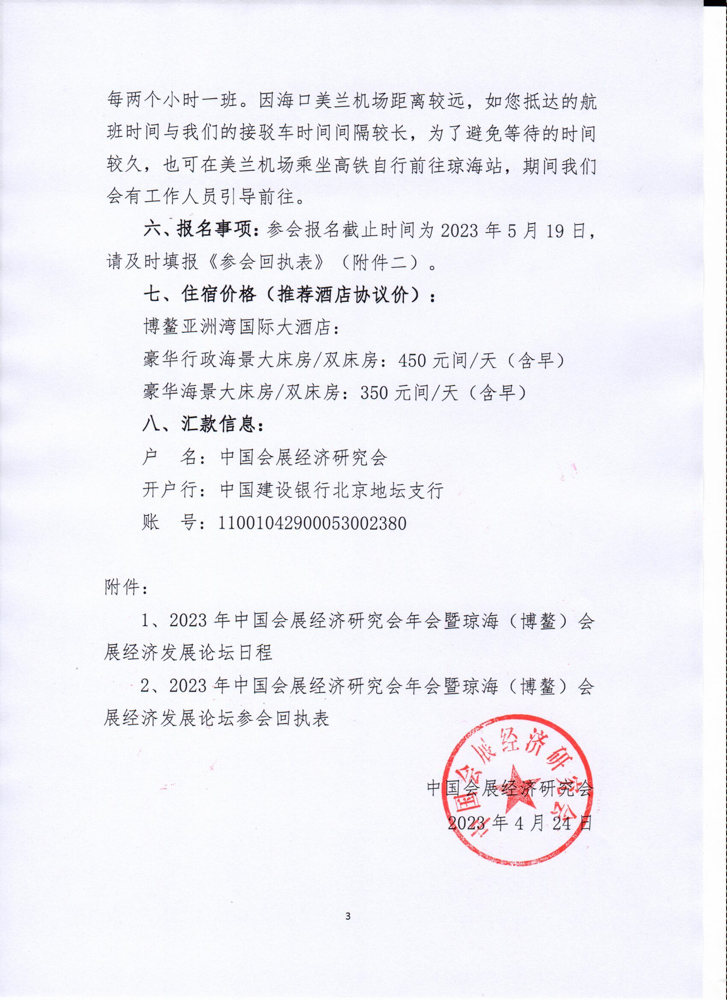 每两个小时一班。因海口美兰机场距离较远，如您抵达的航
班时间与我们的接驳车时间间隔较长，为了避免等待的时间
较久，也可在美兰机场乘坐高铁自行前往琼海站，期间我们
会有工作人员引导前往。
六、报名事项：参会报名截止时间为 2023 年 5 月 19 日，
请及时填报《参会回执表》（附件二）。
七、住宿价格（推荐酒店协议价）：
博鳌亚洲湾国际大酒店：
豪华行政海景大床房/双床房：450 元间/天（含早）
豪华海景大床房/双床房：350 元间/天（含早）
八、汇款信息：
户　名：中国会展经济研究会
开户行：中国建设银行北京地坛支行
账　号：11001042900053002380
附件：
1、2023 年中国会展经济研究会年会暨琼海（博鳌）会
展经济发展论坛日程
2、2023 年中国会展经济研究会年会暨琼海（博鳌）会
展经济发展论坛参会回执表
中国会展经济研究会
中国会展经济研究会
2023 年 4 月 24 日
3